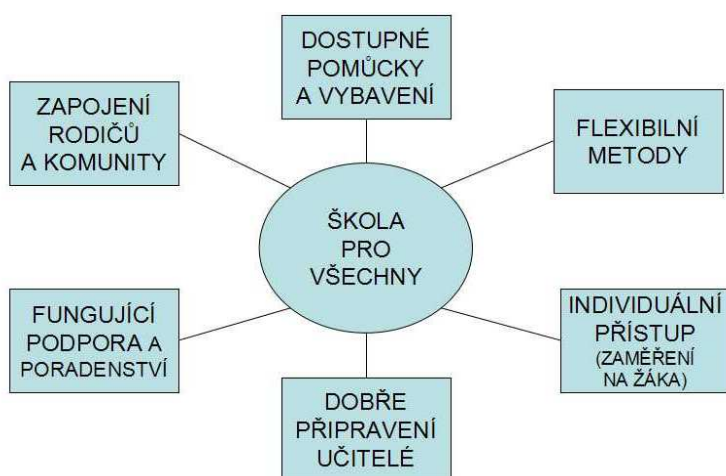 DOSTUPNÉ
POMŮCKY
A VYBAVENÍ
ZAPOJENÍ
RODIČŮ
A KOMUNITY
FLEXIBILNÍ
METODY
ŠKOLA
PRO
VŠECHNY
FUNGUJÍCÍ
PODPORA A
PORADENSTVÍ
INDIVIDUÁLNÍ
PŘÍSTUP
(ZAMĚŘENÍ
NA ŽÁKA)
DOBŘE
PŘIPRAVENÍ
UČITELÉ